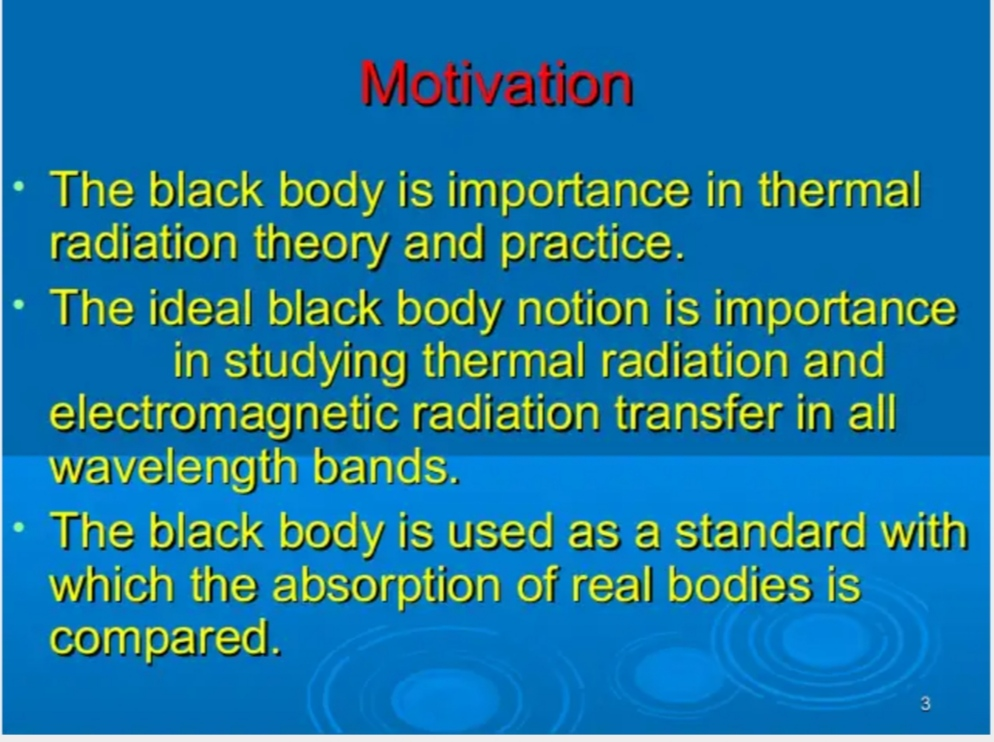 Motivation
• The black body is importance in thermal
radiation theory and practice.
• The ideal black body notion is importance
in studying thermal radiation and
electromagnetic radiation transfer in all
wavelength bands.
• The black body is used as a standard with
which the absorption of real bodies is
compared.
3